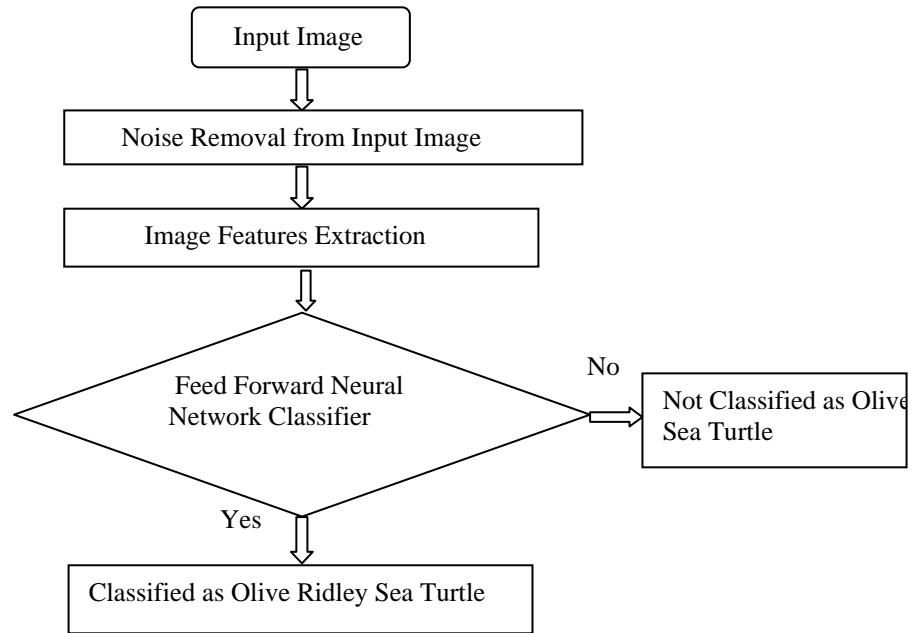 Input Image
Noise Removal from Input Image
Image Features Extraction
Feed Forward Neural
Network Classifier
No
Not Classified as Olive
Sea Turtle
Yes
Classified as Olive Ridley Sea Turtle